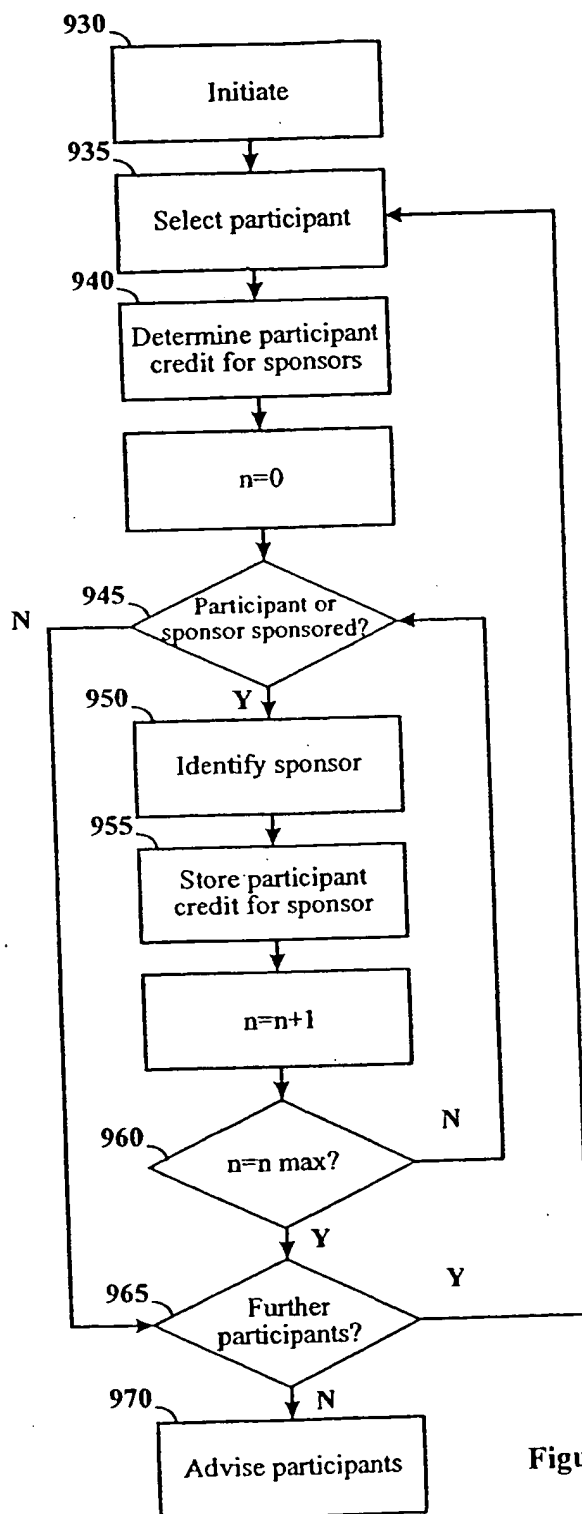 930
Initiate
935
Select participant
940
Determine participant
credit for sponsors
n=0
945
N
Participant or
sponsor sponsored?
Y
950
Identify sponsor
955
Store participant
credit for sponsor
n=n+1
960
N
n=n max?
Y
965
Y
Further
participants?
N
970
Advise participants
Figu